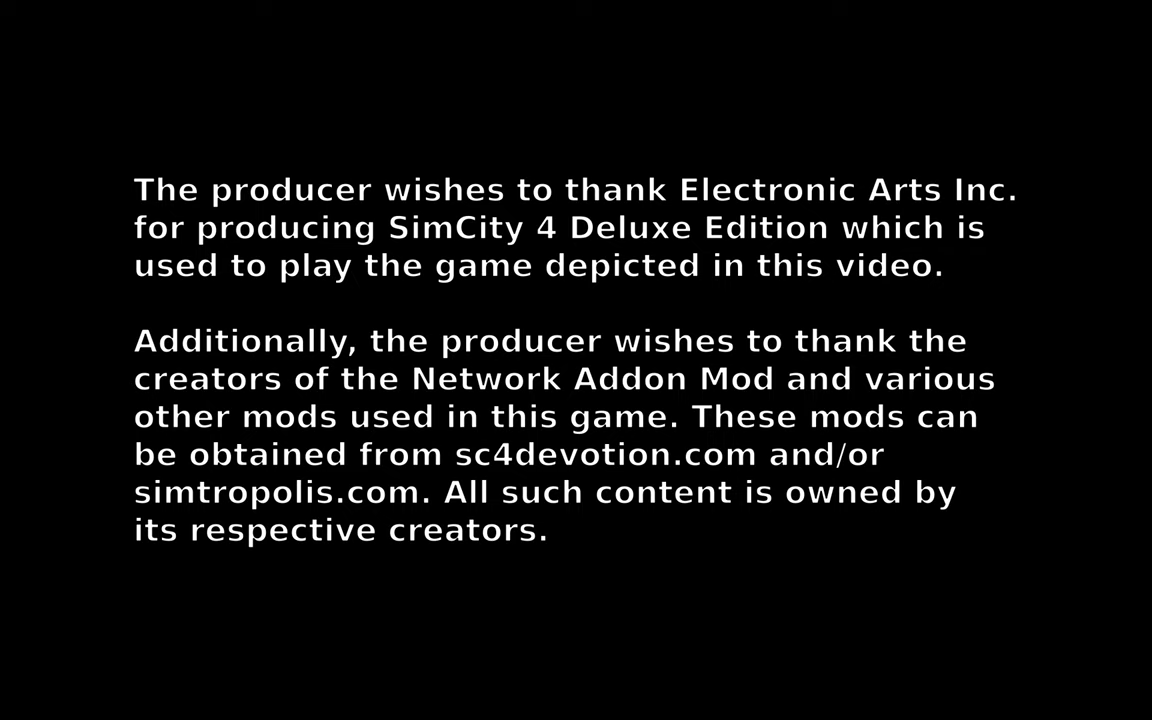 The producer wishes to thank Electronic Arts Inc.
for producing SimCity 4 Deluxe Edition which is
used to play the game depicted in this video.
Additionally, the producer wishes to thank the
creators of the Network Addon Mod and various
other mods used in this game. These mods can
be obtained from sc4devotion.com and/or
simtropolis.com. All such content is owned by
its respective creators.